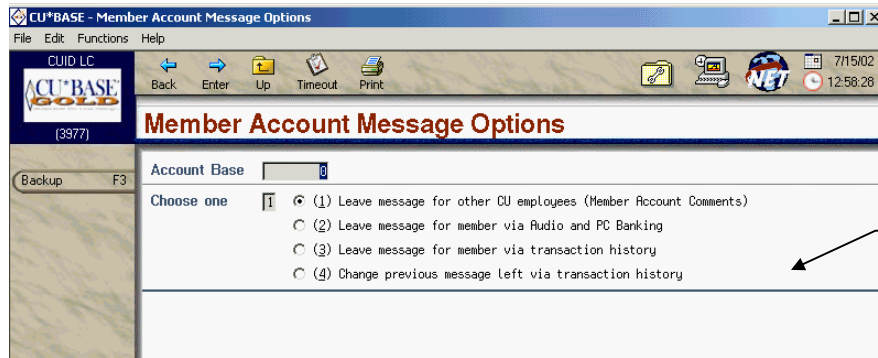 CU*BASE - Member Account Message Options
File Edit Functions Help
CUID LC
CU*BASE
GOLD
(3977)
Back Enter Up Timeout Print
NET
7/15/02
12:58:28
Member Account Message Options
Backup F3
Account Base 0
Choose one 1 (1) Leave message for other CU employees (Member Account Comments)
(2) Leave message for member via Audio and PC Banking
(3) Leave message for member via transaction history
(4) Change previous message left via transaction history